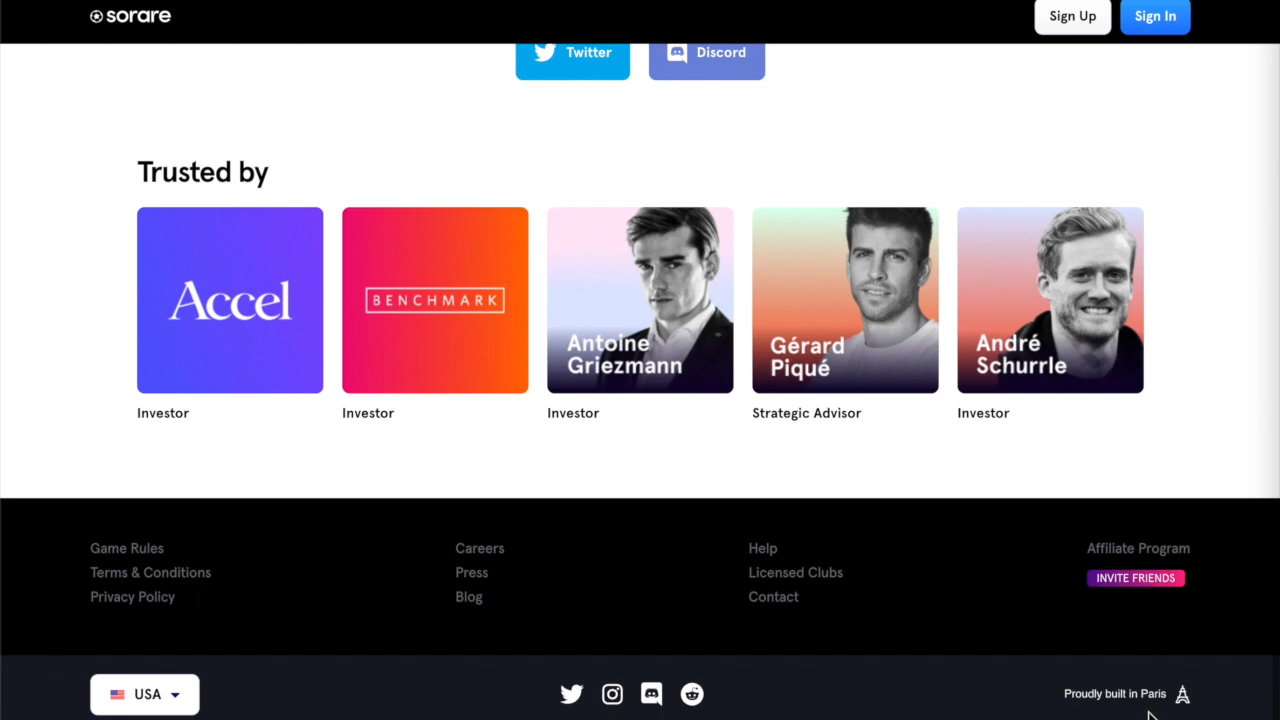 sorare
Sign Up
Sign In
Twitter
Discord
Trusted by
Accel
BENCHMARK
Antoine
Griezmann
Gérard
Piqué
André
Schurrle
Investor
Investor
Investor
Strategic Advisor
Investor
Game Rules
Terms & Conditions
Privacy Policy
Careers
Press
Blog
Help
Licensed Clubs
Contact
Affiliate Program
INVITE FRIENDS
USA
Proudly built in Paris